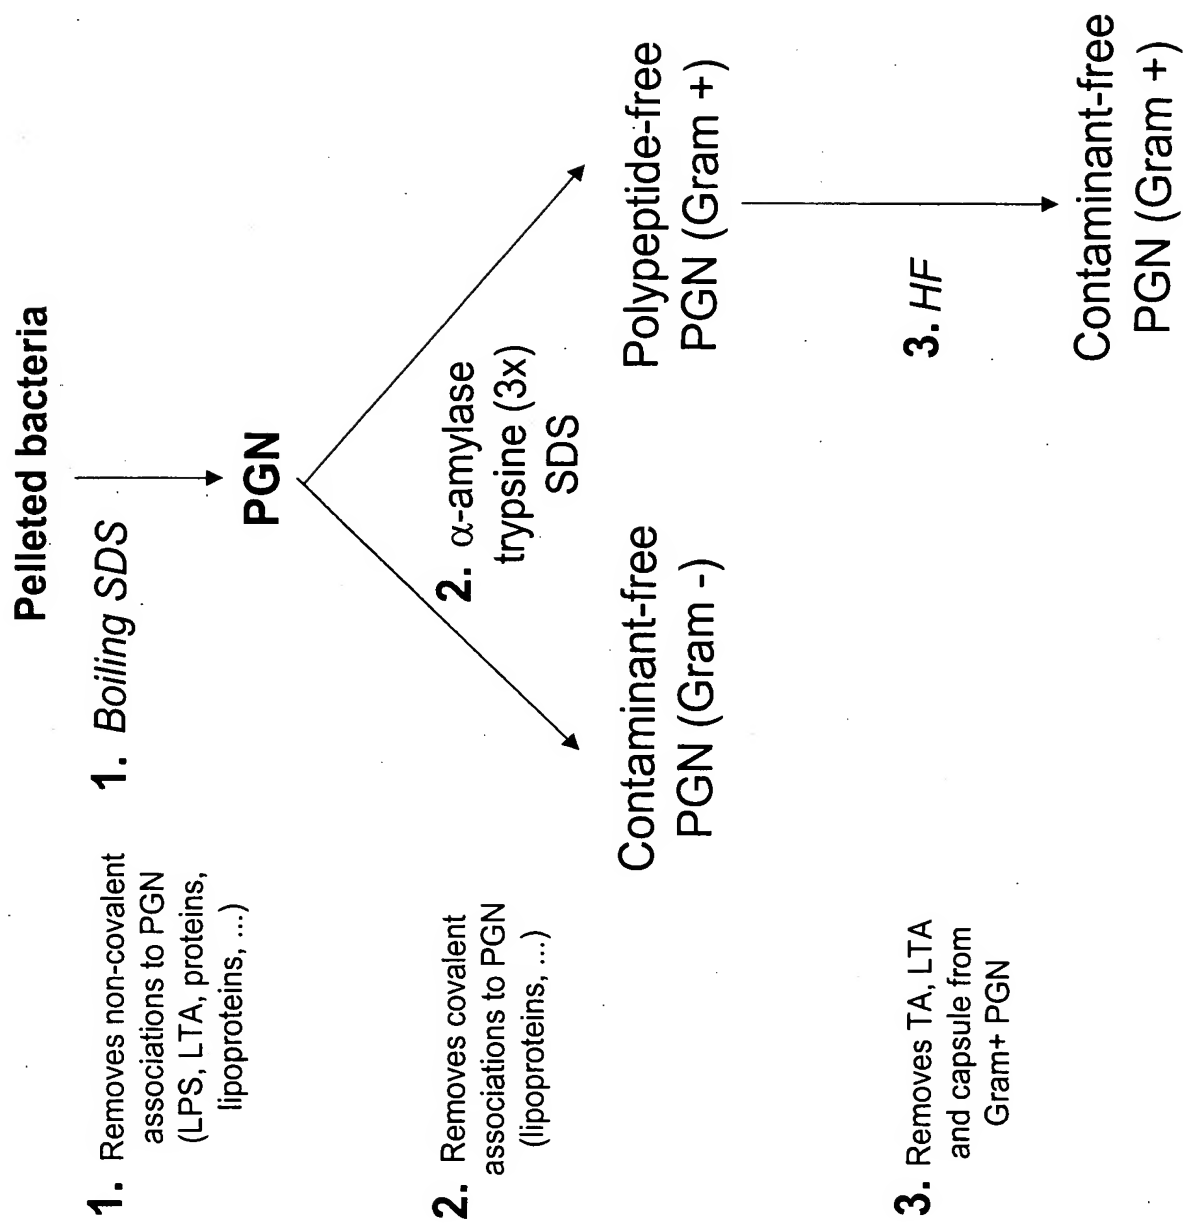 Pelleted bacteria
1. Removes non-covalent
associations to PGN
(LPS, LTA, proteins,
lipoproteins, ...)
1. Boiling SDS
PGN
2. Removes covalent
associations to PGN
(lipoproteins, ...)
2. α-amylase
trypsine (3x)
SDS
Contaminant-free
PGN (Gram -)
Polypeptide-free
PGN (Gram +)
3. Removes TA, LTA
and capsule from
Gram+ PGN
3. HF
Contaminant-free
PGN (Gram +)